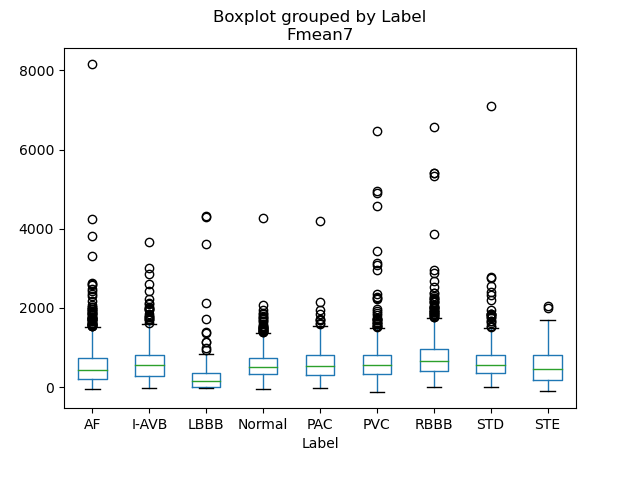 Boxplot grouped by Label
Fmean7
8000
6000
4000
2000
0
AF I-AVB LBBB Normal PAC PVC RBBB STD STE
Label